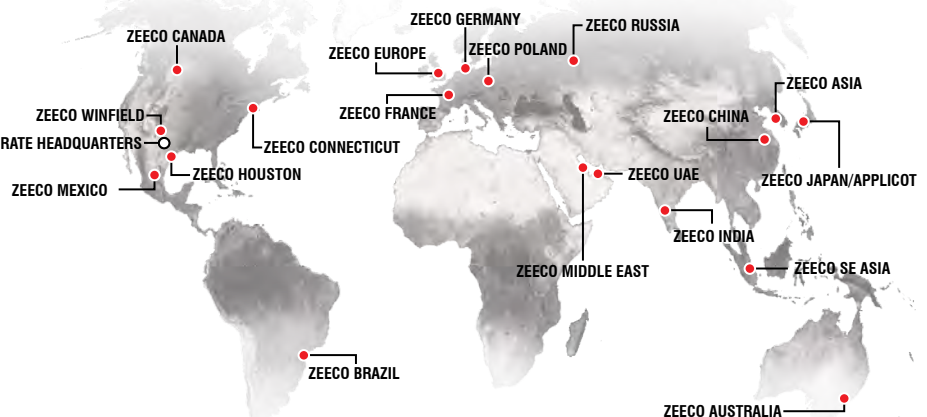 ZEECO GERMANY
ZEECO RUSSIA
ZEECO CANADA
ZEECO EUROPE
ZEECO POLAND
ZEECO ASIA
ZEECO WINFIELD
ZEECO FRANCE
ZEECO CHINA
RATE HEADQUARTERS
ZEECO CONNECTICUT
ZEECO HOUSTON
ZEECO UAE
ZEECO JAPAN/APPLICOT
ZEECO MEXICO
ZEECO INDIA
ZEECO MIDDLE EAST
ZEECO SE ASIA
ZEECO BRAZIL
ZEECO AUSTRALIA